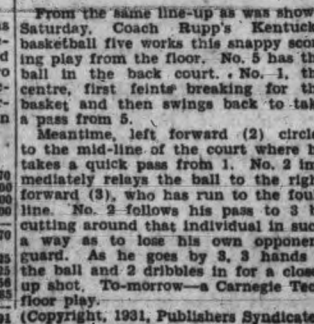 From the same line-up as was show
Saturday, Coach Rupp's Kentuck
basketball five works this snappy scor
ing play from the floor. No. 5 has th
ball in the back court. No. 1, th
centre, first feints breaking for th
basket and then swings back to tak
a pass from 5.
Meantime, left forward (2) circle
to the mid-line of the court where h
takes a quick pass from 1. No. 2 im
mediately relays the ball to the righ
forward (3), who has run to the foul
line. No. 2 follows his pass to 3 b
cutting around that individual in suc
a way as to lose his own opponen
guard. As he goes by 3, 3 hands
the ball and 2 dribbles in for a close
up shot. To-morrow—a Carnegie Tec
floor play.
(Copyright, 1931, Publishers Syndicate